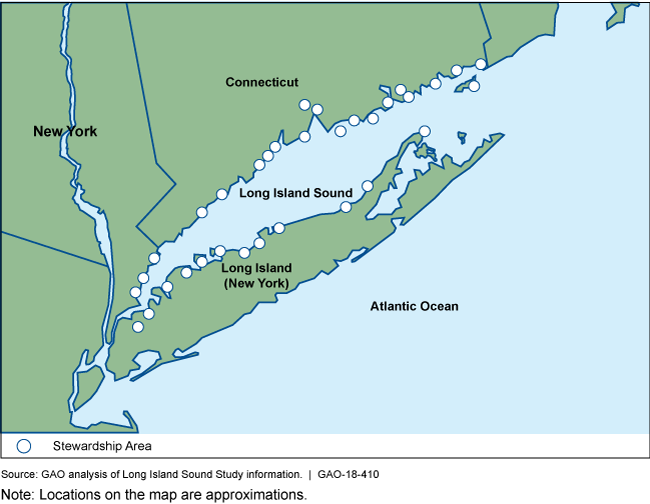 Connecticut
New York
Long Island Sound
Long Island
(New York)
Atlantic Ocean
Stewardship Area
Source: GAO analysis of Long Island Sound Study information. | GAO-18-410
Note: Locations on the map are approximations.